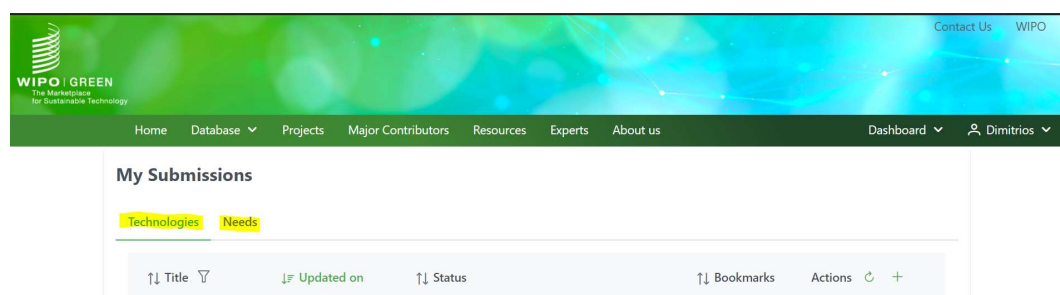 Contact Us WIPO
WIPO | GREEN
The Marketplace
for Sustainable Technology
Home Database Projects Major Contributors Resources Experts About us Dashboard Dimitrios
My Submissions
Technologies Needs
Title Updated on Status Bookmarks Actions